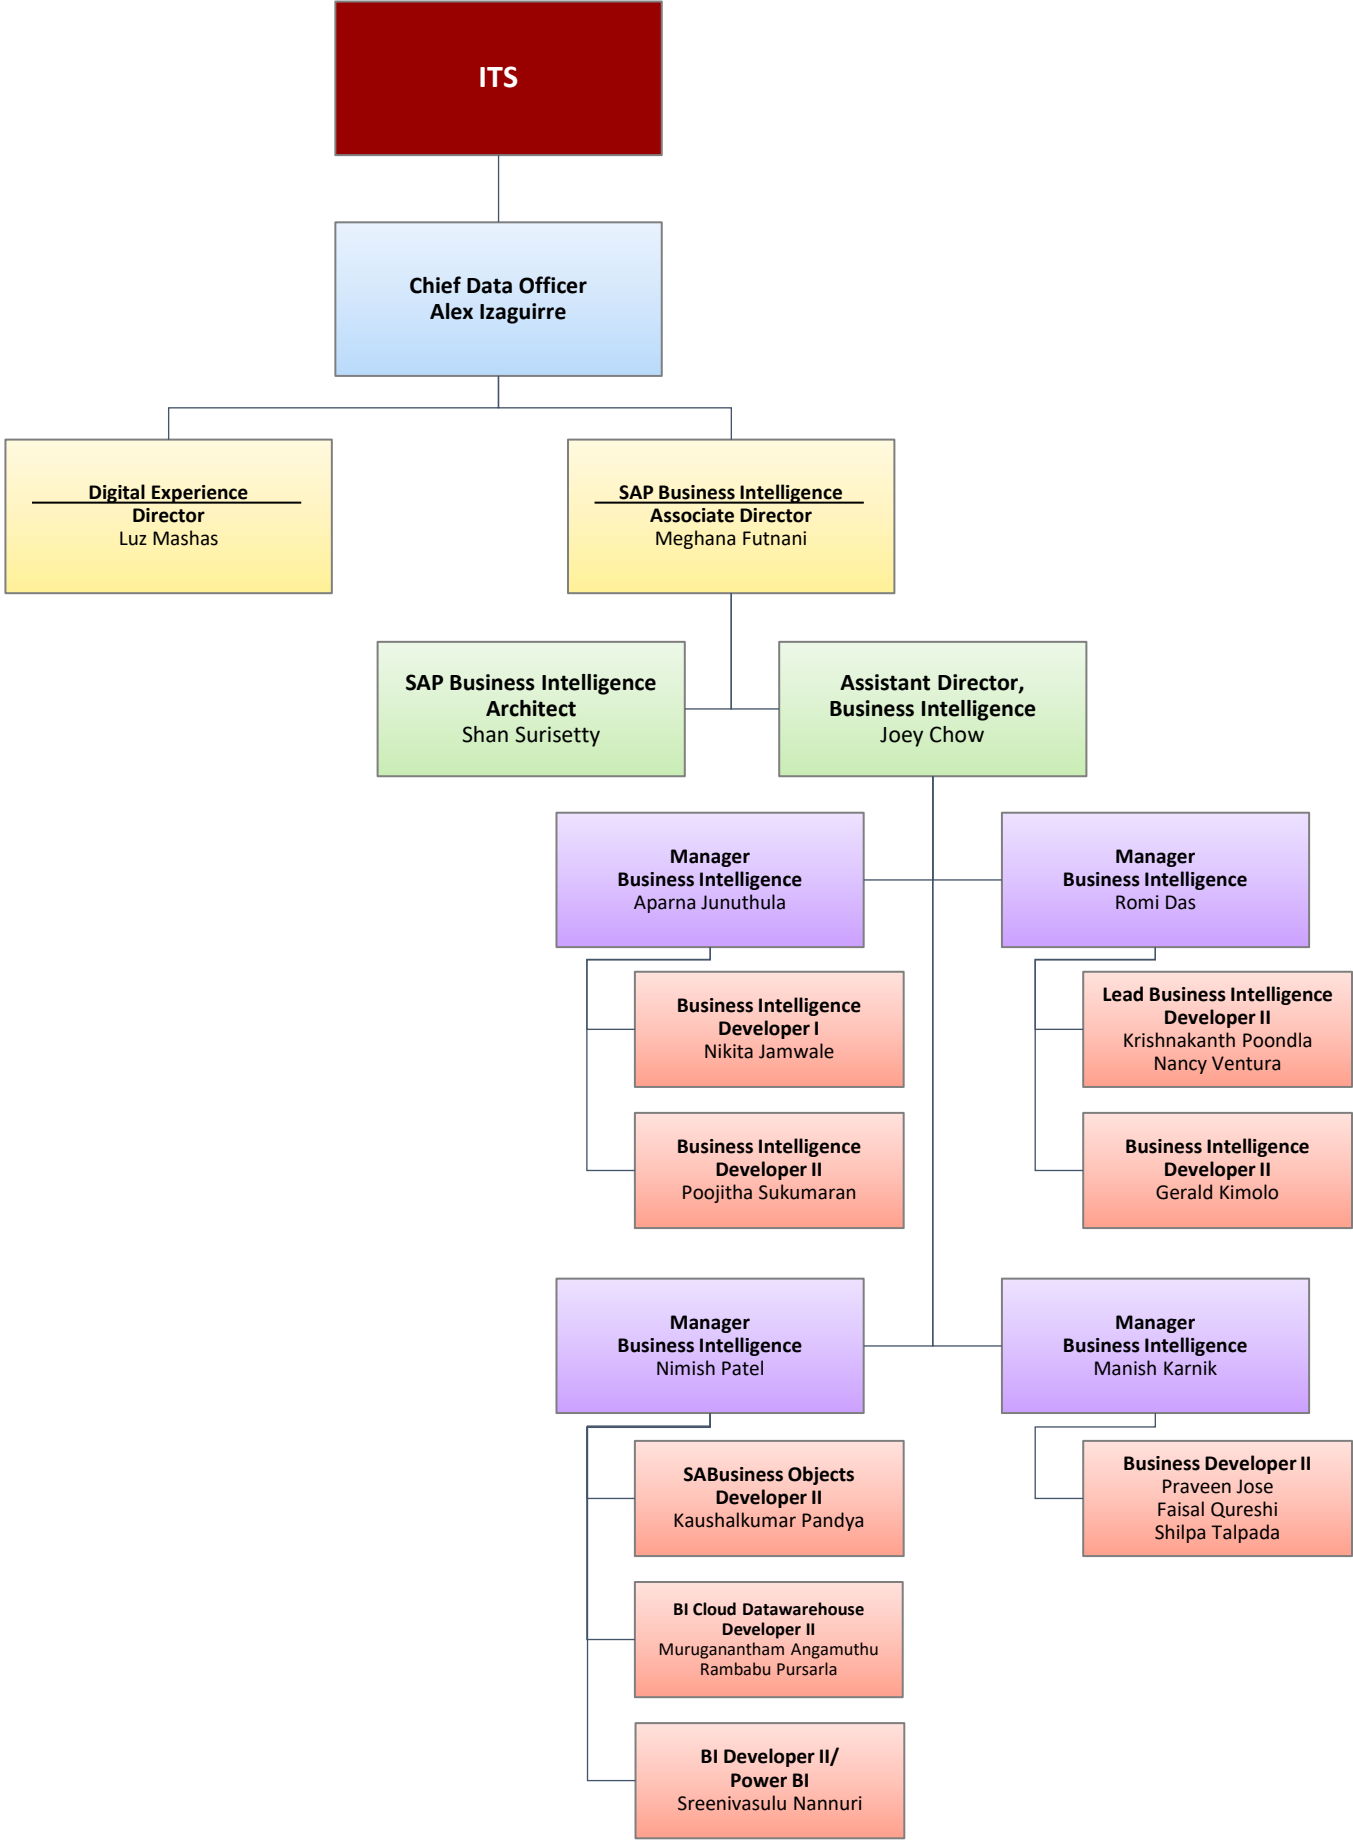 ITS
Chief Data Officer
Alex Izaguirre
Digital Experience
Director
Luz Mashas
SAP Business Intelligence
Associate Director
Meghana Futnani
SAP Business Intelligence
Architect
Shan Surisetty
Assistant Director,
Business Intelligence
Joey Chow
Manager
Business Intelligence
Aparna Junuthula
Manager
Business Intelligence
Romi Das
Business Intelligence
Developer I
Nikita Jamwale
Lead Business Intelligence
Developer II
Krishnakanth Poondla
Nancy Ventura
Business Intelligence
Developer II
Poojitha Sukumaran
Business Intelligence
Developer II
Gerald Kimolo
Manager
Business Intelligence
Nimish Patel
Manager
Business Intelligence
Manish Karnik
SABusiness Objects
Developer II
Kaushalkumar Pandya
Business Developer II
Praveen Jose
Faisal Qureshi
Shilpa Talpada
BI Cloud Datawarehouse
Developer II
Muruganantham Angamuthu
Rambabu Pursarla
BI Developer II/
Power BI
Sreenivasulu Nannuri